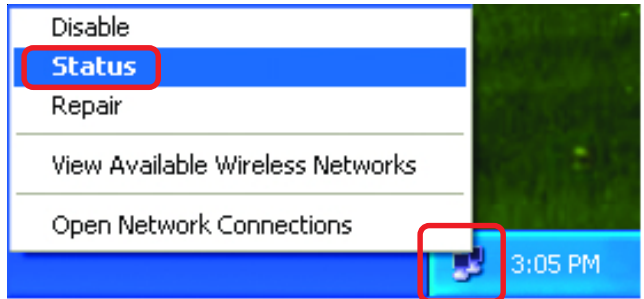 Disable
Status
Repair
View Available Wireless Networks
Open Network Connections
3:05 PM